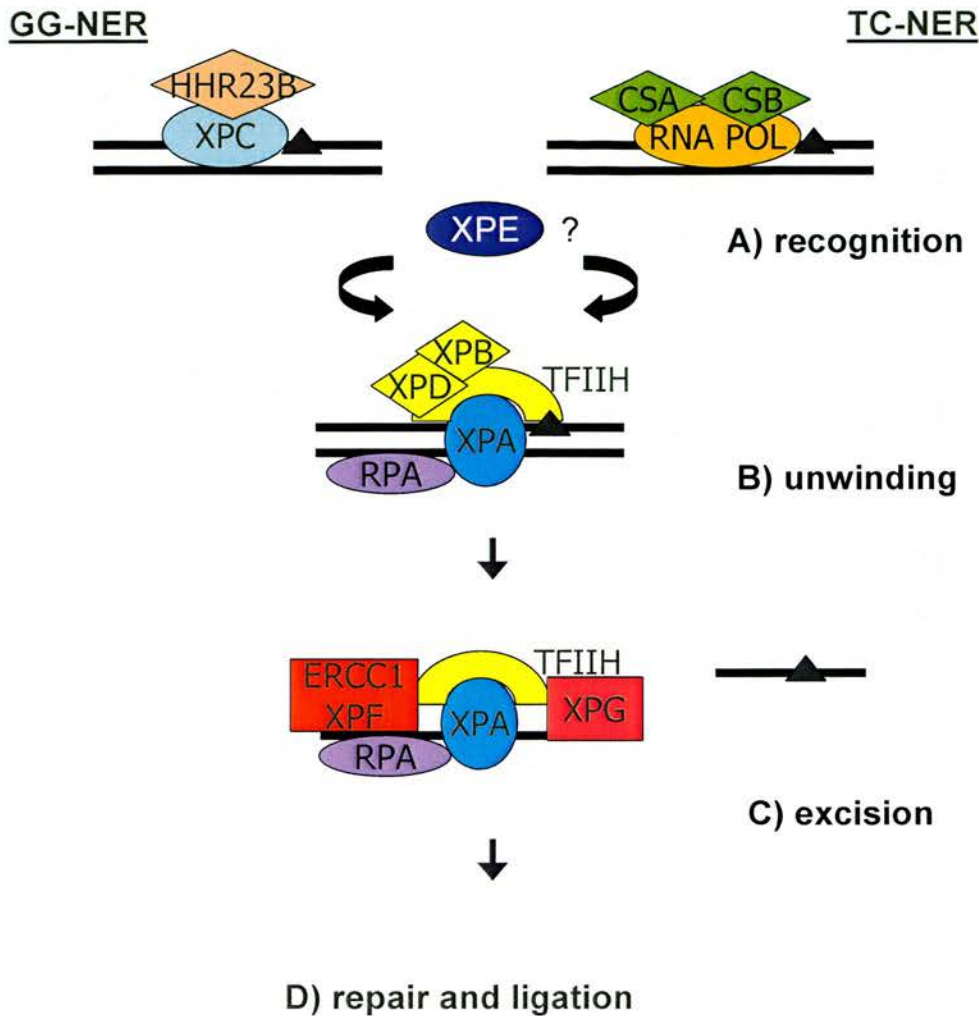 GG-NER
TC-NER
HHR23B
XPC
CSA
CSB
RNA POL
XPE ?
A) recognition
XPB
XPD
TFIIH
XPA
RPA
B) unwinding
ERCC1
XPF
TFIIH
XPA
XPG
RPA
C) excision
D) repair and ligation